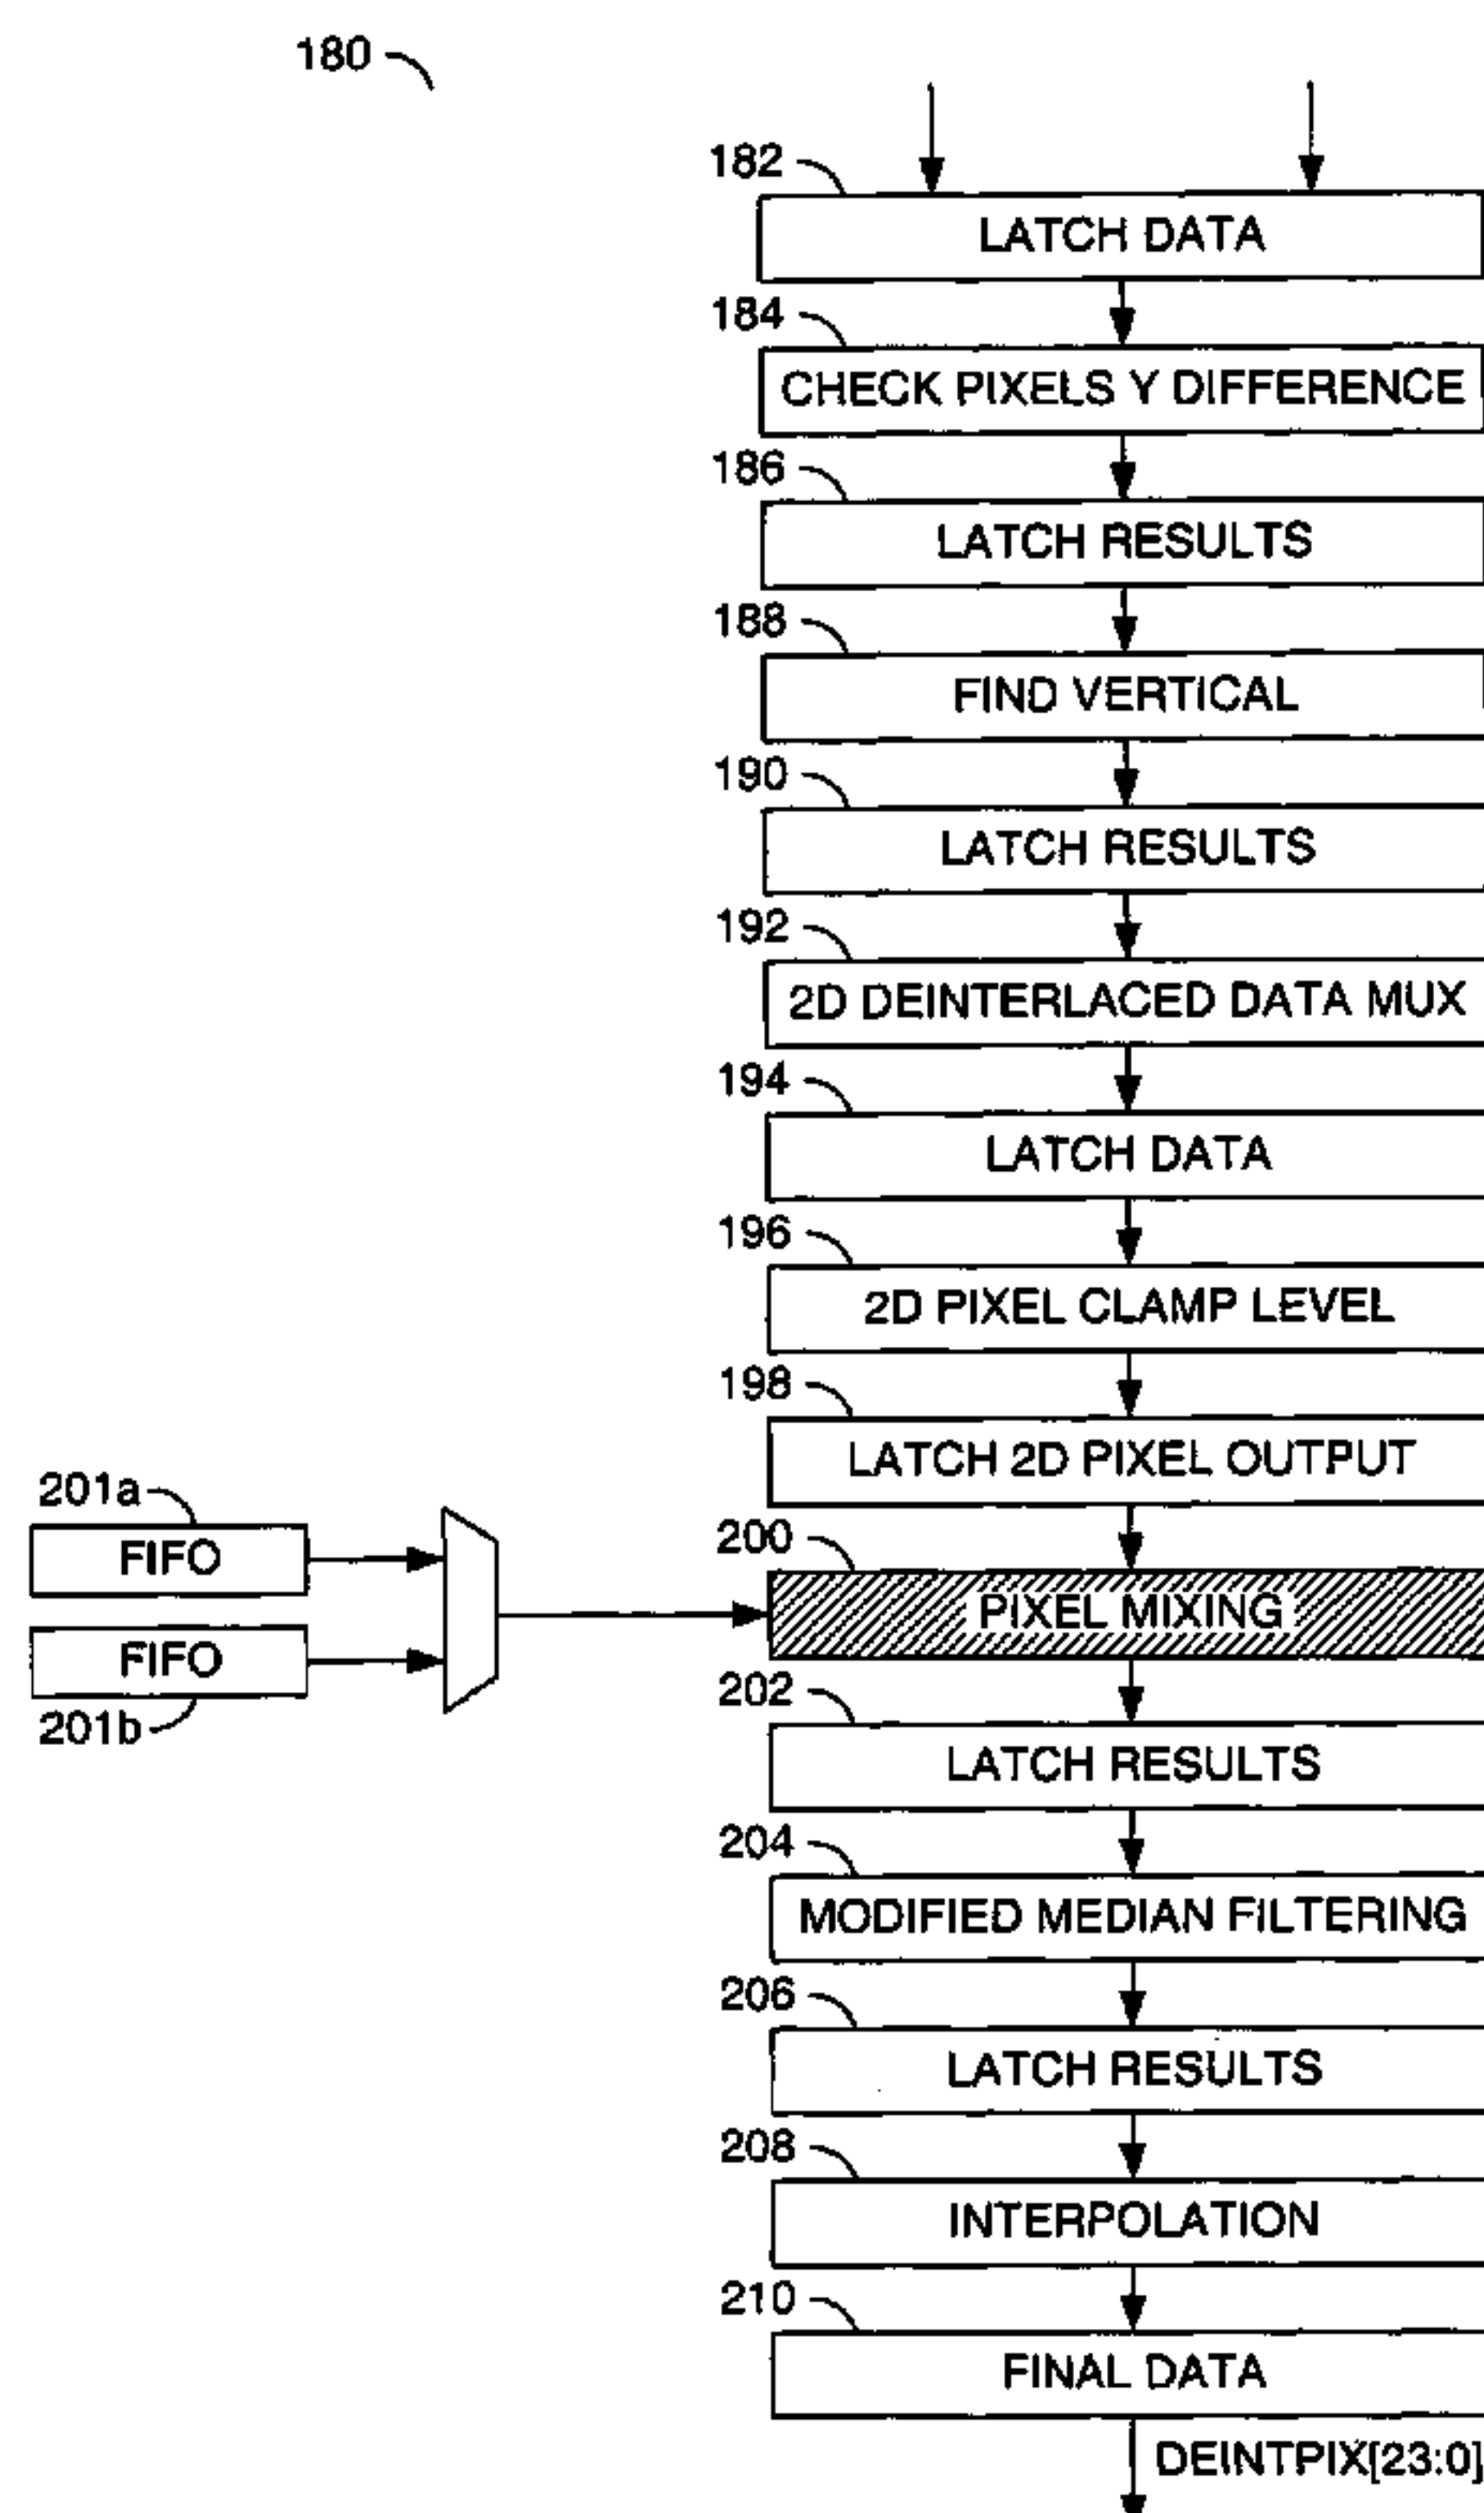 180
182
LATCH DATA
184
CHECK PIXELS Y DIFFERENCE
186
LATCH RESULTS
188
FIND VERTICAL
190
LATCH RESULTS
192
2D DEINTERLACED DATA MUX
194
LATCH DATA
196
2D PIXEL CLAMP LEVEL
198
LATCH 2D PIXEL OUTPUT
201a
FIFO
FIFO
201b
200
PIXEL MIXING
202
LATCH RESULTS
204
MODIFIED MEDIAN FILTERING
206
LATCH RESULTS
208
INTERPOLATION
210
FINAL DATA
DEINTPIX[23:0]